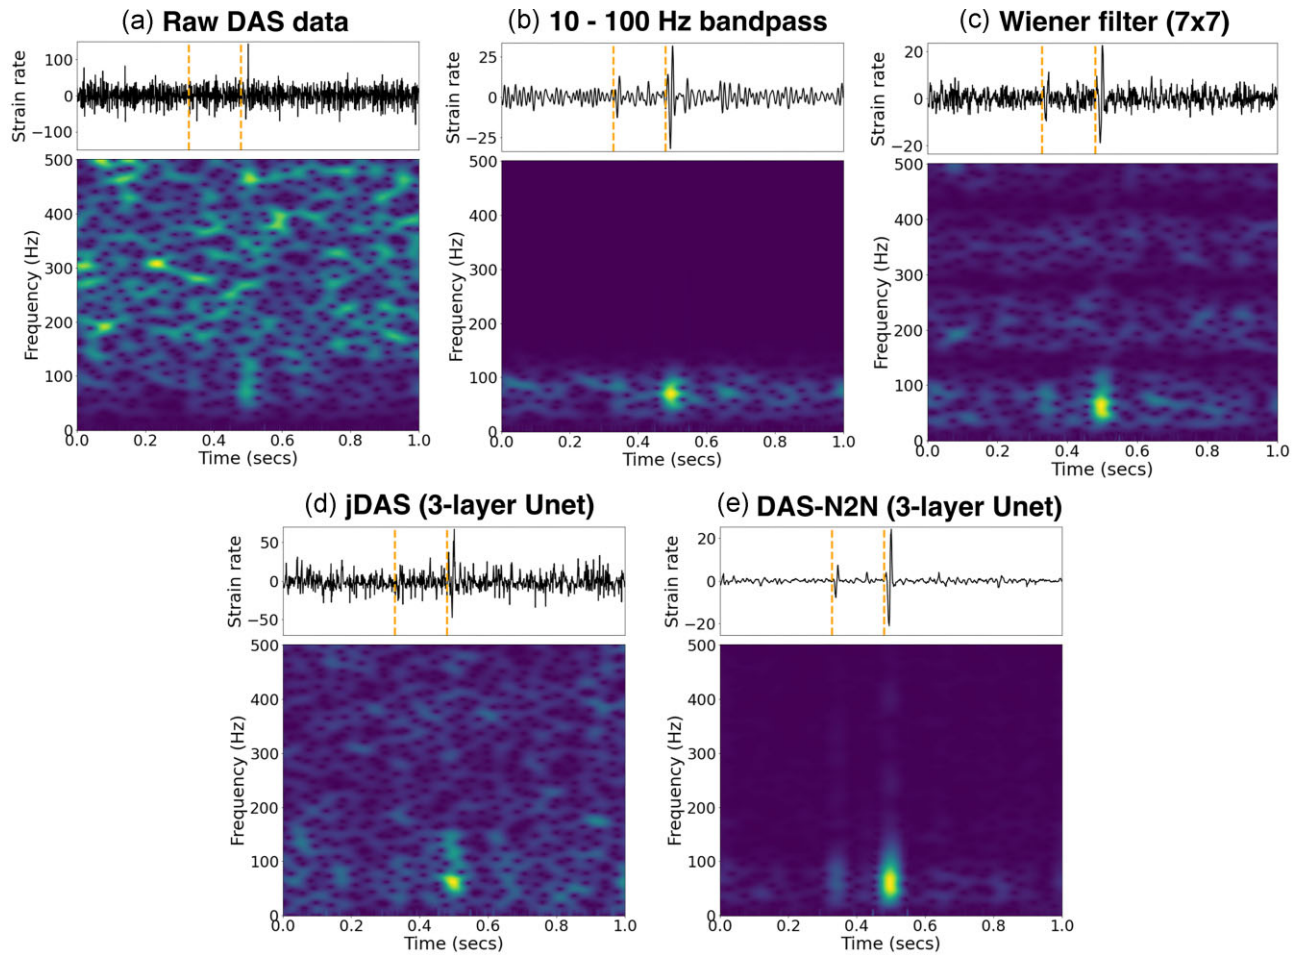 (a) Raw DAS data
Strain rate
100
0
−100
Frequency (Hz)
500
400
300
200
100
0
0.0 0.2 0.4 0.6 0.8 1.0
Time (secs)
(b) 10 - 100 Hz bandpass
Strain rate
25
0
−25
Frequency (Hz)
500
400
300
200
100
0
0.0 0.2 0.4 0.6 0.8 1.0
Time (secs)
(c) Wiener filter (7x7)
Strain rate
20
0
−20
Frequency (Hz)
500
400
300
200
100
0
0.0 0.2 0.4 0.6 0.8 1.0
Time (secs)
(d) jDAS (3-layer Unet)
Strain rate
50
0
−50
Frequency (Hz)
500
400
300
200
100
0
0.0 0.2 0.4 0.6 0.8 1.0
Time (secs)
(e) DAS-N2N (3-layer Unet)
Strain rate
20
0
−20
Frequency (Hz)
500
400
300
200
100
0
0.0 0.2 0.4 0.6 0.8 1.0
Time (secs)